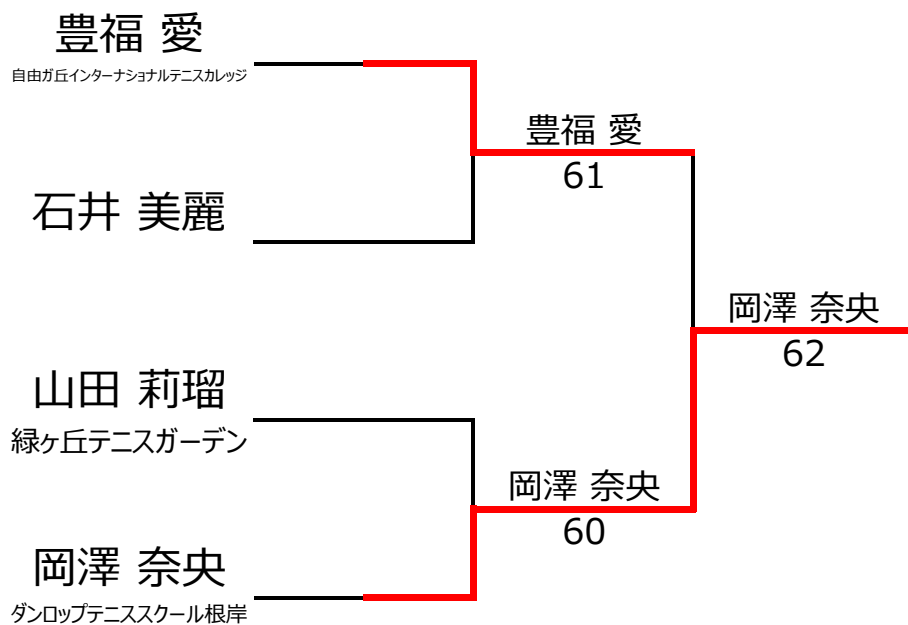 豊福 愛
自由ガ丘インターナショナルテニスカレッジ
石井 美麗
山田 莉瑠
緑ヶ丘テニスガーデン
岡澤 奈央
ダンロップテニススクール根岸
豊福 愛
61
岡澤 奈央
60
岡澤 奈央
62